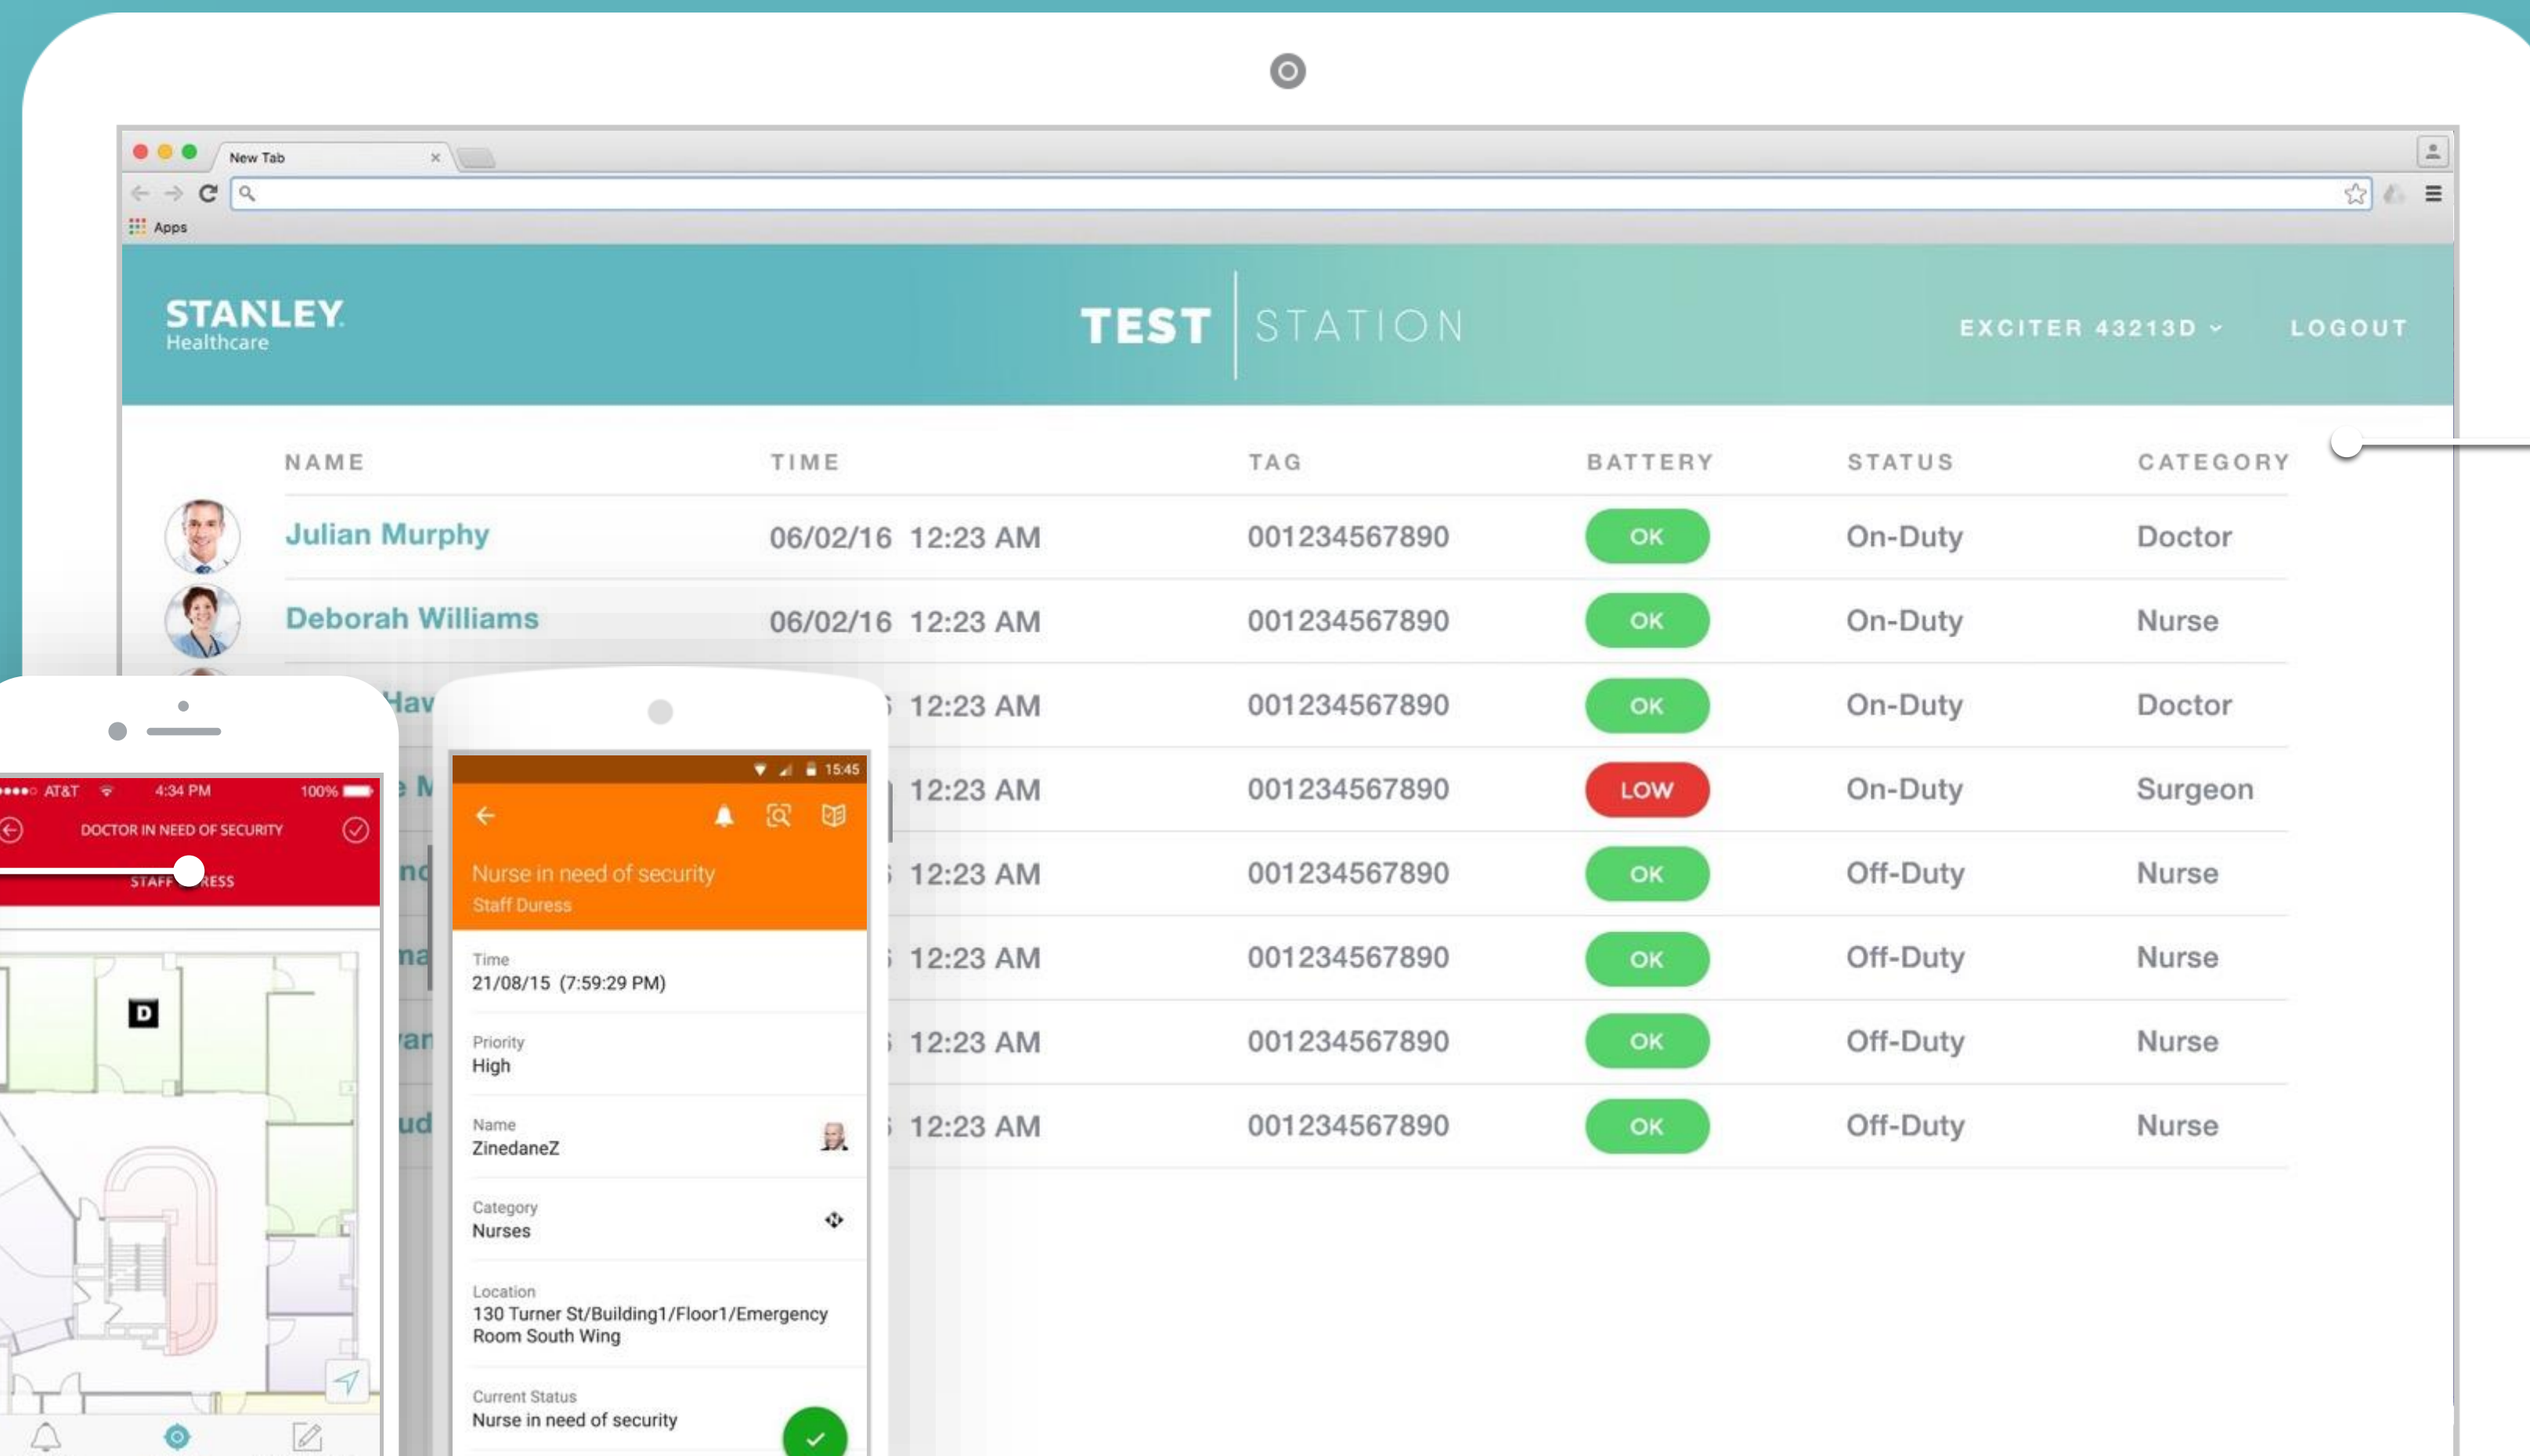 New Tab
Apps
STANLEY.
Healthcare
TEST STATION
EXCITER 43213D
LOGOUT
NAME TIME TAG BATTERY STATUS CATEGORY
Julian Murphy 06/02/16 12:23 AM 001234567890 OK On-Duty Doctor
Deborah Williams 06/02/16 12:23 AM 001234567890 OK On-Duty Nurse
12:23 AM 001234567890 OK On-Duty Doctor
12:23 AM 001234567890 LOW On-Duty Surgeon
12:23 AM 001234567890 OK Off-Duty Nurse
12:23 AM 001234567890 OK Off-Duty Nurse
12:23 AM 001234567890 OK Off-Duty Nurse
12:23 AM 001234567890 OK Off-Duty Nurse
AT&T 4:34 PM 100%
DOCTOR IN NEED OF SECURITY
D
15:45
Nurse in need of security
Staff Duress
Time
21/08/15 (7:59:29 PM)
Priority
High
Name
ZinedaneZ
Category
Nurses
N
Location
130 Turner St/Building1/Floor1/Emergency
Room South Wing
Current Status
Nurse in need of security